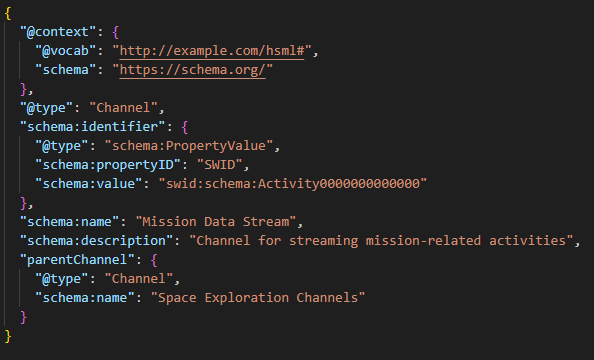 {
"@context": {
"@vocab": "http://example.com/hsml#",
"schema": "https://schema.org/"
},
"@type": "Channel",
"schema:identifier": {
"@type": "schema:PropertyValue",
"schema:propertyID": "SWID",
"schema:value": "swid:schema:Activity0000000000000"
},
"schema:name": "Mission Data Stream",
"schema:description": "Channel for streaming mission-related activities",
"parentChannel": {
"@type": "Channel",
"schema:name": "Space Exploration Channels"
}
}